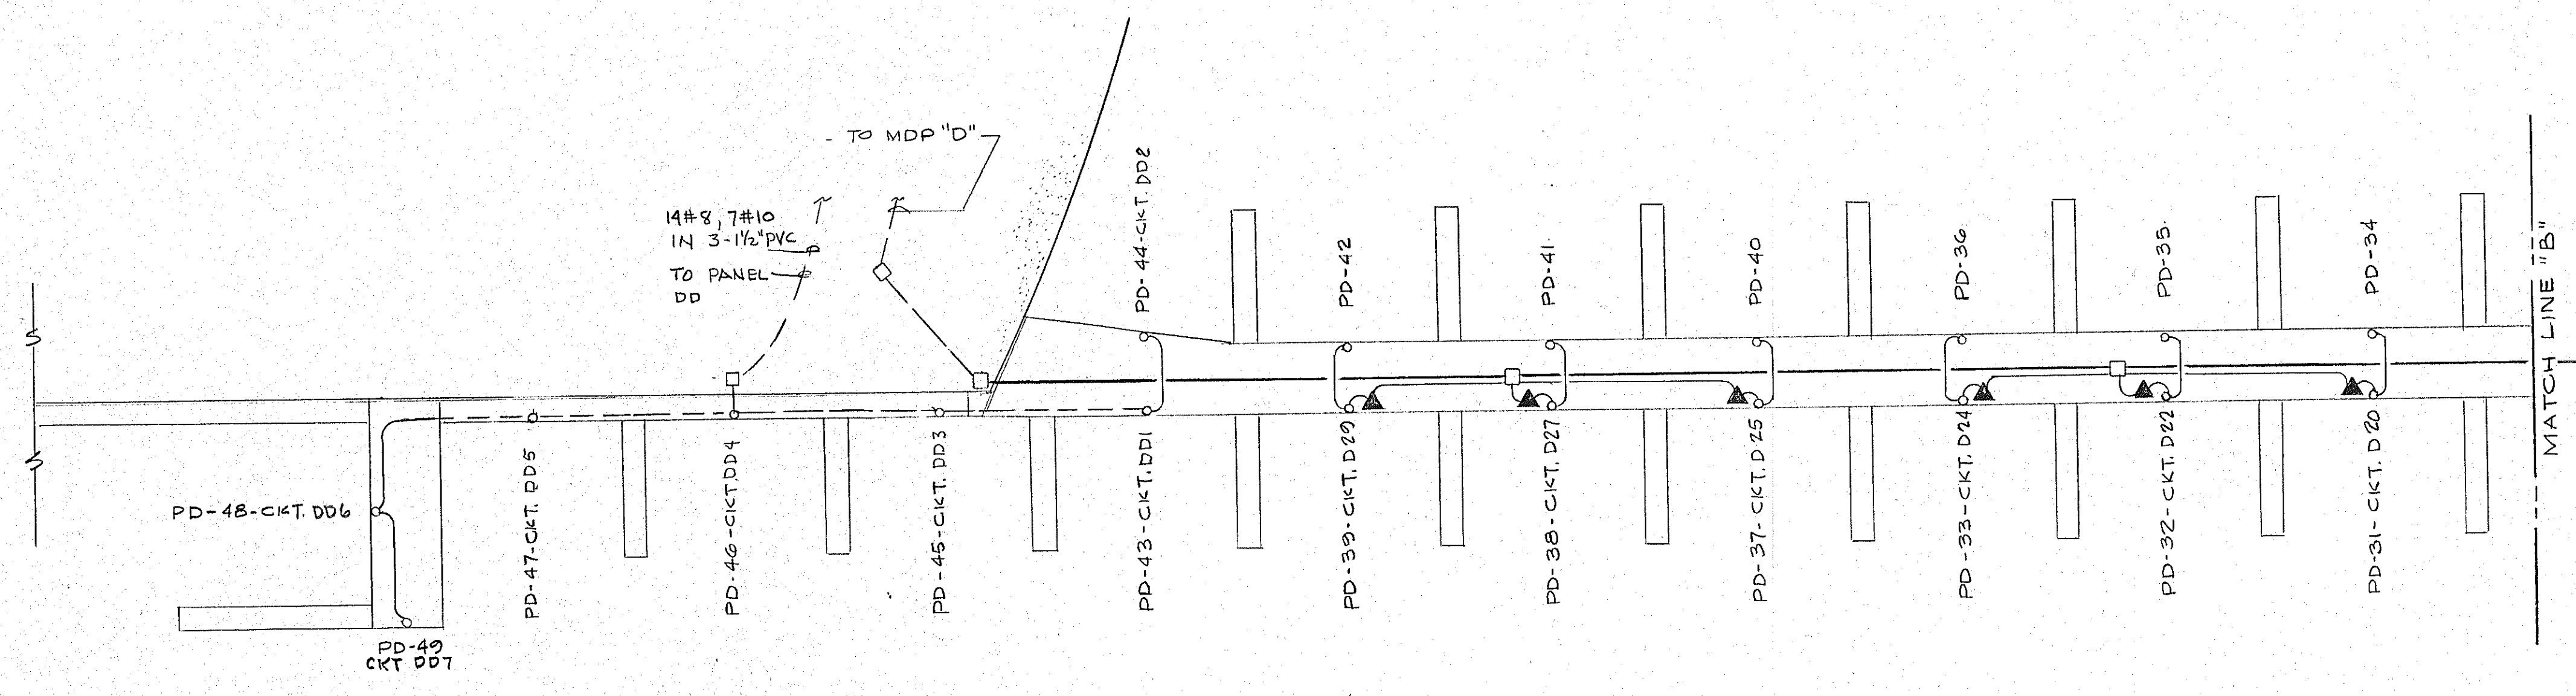 TO MDP "D"
14#8, 7#10
IN 3-1½"PVC
TO PANEL
DD
PD-44-CKT. DD2
PD-42
PD-41
PD-40
PD-36
PD-35
PD-34
MATCH LINE "B"
PD-48-CKT. DD6
PD-49
CKT DD7
PD-47-CKT. DD5
PD-46-CKT. DD4
PD-45-CKT. DD3
PD-43-CKT. DD1
PD-39-CKT. D29
PD-38-CKT. D27
PD-37-CKT. D25
PD-33-CKT. D24
PD-32-CKT. D22
PD-31-CKT. D20